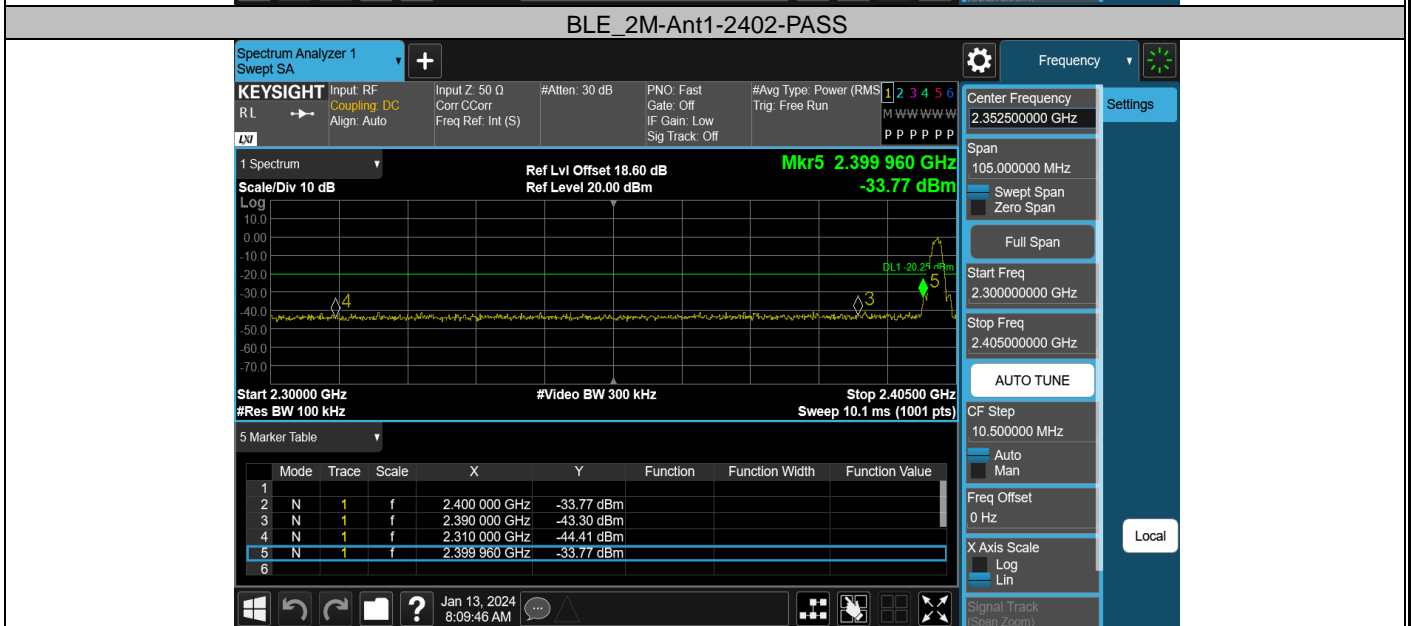 BLE_2M-Ant1-2402-PASS
Spectrum Analyzer 1
Swept SA
Frequency
KEYSIGHT
R L
LXI
Input: RF
Coupling: DC
Align: Auto
Input Z: 50 Ω
Corr CCorr
Freq Ref: Int (S)
#Atten: 30 dB
PNO: Fast
Gate: Off
IF Gain: Low
Sig Track: Off
#Avg Type: Power (RMS
Trig: Free Run
1 2 3 4 5 6
M W W W W W
P P P P P P
1 Spectrum
Scale/Div 10 dB
Ref Lvl Offset 18.60 dB
Ref Level 20.00 dBm
Mkr5 2.399 960 GHz
-33.77 dBm
Log
10.0
0.00
-10.0
-20.0
-30.0
-40.0
-50.0
-60.0
-70.0
DL1 -20.25 dBm
4
3
5
Start 2.30000 GHz
#Video BW 300 kHz
Stop 2.40500 GHz
#Res BW 100 kHz
Sweep 10.1 ms (1001 pts)
5 Marker Table
Mode Trace Scale X Y Function Function Width Function Value
1
2 N 1 f 2.400 000 GHz -33.77 dBm
3 N 1 f 2.390 000 GHz -43.30 dBm
4 N 1 f 2.310 000 GHz -44.41 dBm
5 N 1 f 2.399 960 GHz -33.77 dBm
6
Jan 13, 2024
8:09:46 AM
Center Frequency
2.352500000 GHz
Settings
Span
105.000000 MHz
Swept Span
Zero Span
Full Span
Start Freq
2.300000000 GHz
Stop Freq
2.405000000 GHz
AUTO TUNE
CF Step
10.500000 MHz
Auto
Man
Freq Offset
0 Hz
Local
X Axis Scale
Log
Lin
Signal Track
(Span Zoom)